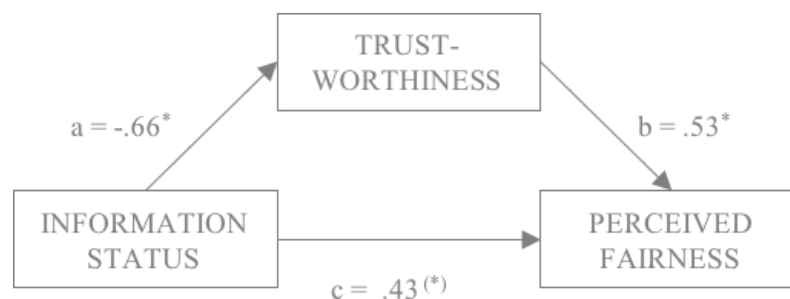 TRUST-
WORTHINESS
a = -.66*
b = .53*
INFORMATION
STATUS
PERCEIVED
FAIRNESS
c = .43(*)